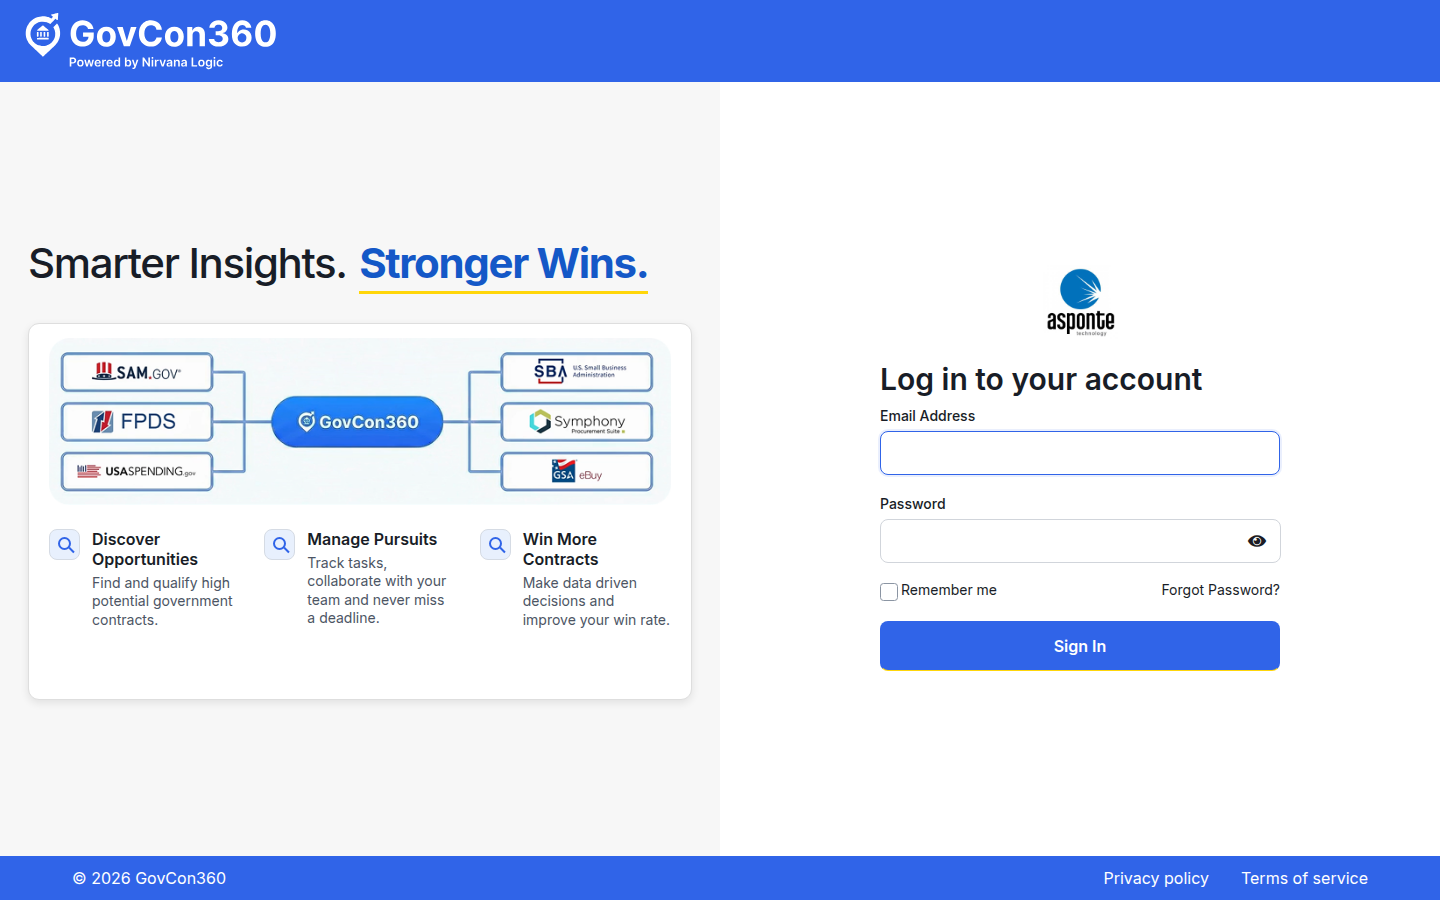 GovCon360
Powered by Nirvana Logic
Smarter Insights. Stronger Wins.
SAM.GOV
FPDS
USASPENDING.gov
GovCon360
SBA U.S. Small Business
Administration
Symphony
Procurement Suite
GSA eBuy
Discover
Opportunities
Find and qualify high
potential government
contracts.
Manage Pursuits
Track tasks,
collaborate with your
team and never miss
a deadline.
Win More
Contracts
Make data driven
decisions and
improve your win rate.
asponte
technology
Log in to your account
Email Address
Password
Remember me
Forgot Password?
Sign In
© 2026 GovCon360
Privacy policy
Terms of service